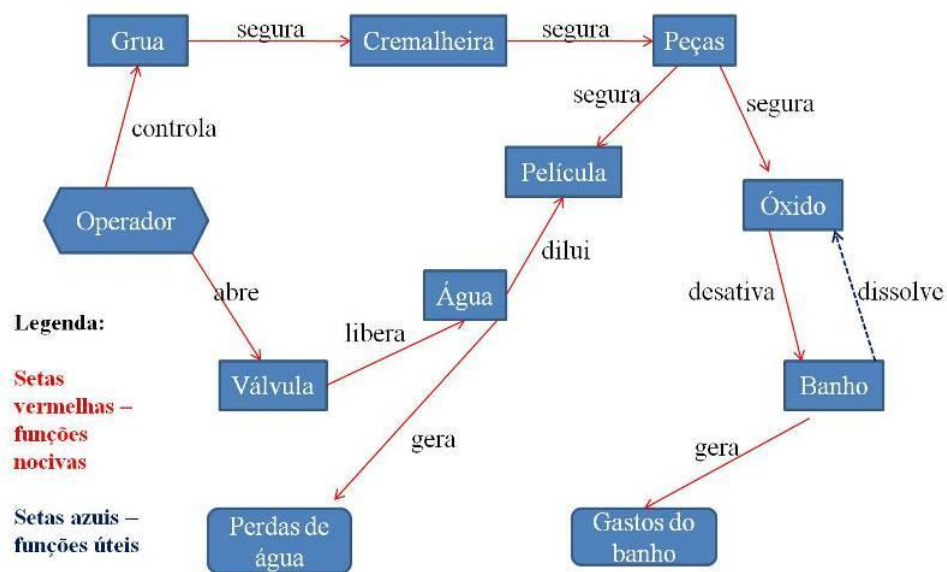 Grua
segura
Cremalheira
segura
Peças
segura
segura
controla
Película
Óxido
Operador
dilui
abre
Água
desativa
dissolve
Legenda:
libera
Setas
vermelhas –
funções
nocivas
Válvula
Banho
gera
gera
Setas azuis –
funções úteis
Perdas de
água
Gastos do
banho